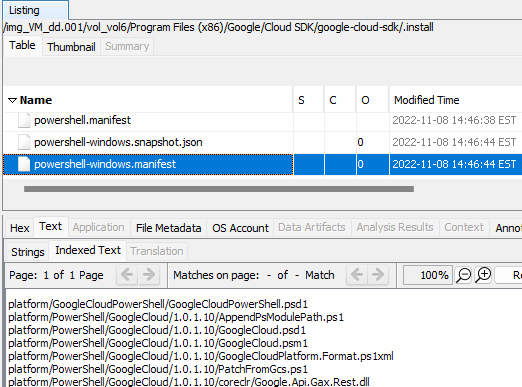 Listing
/img_VM_dd.001/vol_vol6/Program Files (x86)/Google/Cloud SDK/google-cloud-sdk/.install
Table Thumbnail Summary
Name S C O Modified Time
powershell.manifest 2022-11-08 14:46:38 EST
powershell-windows.snapshot.json 0 2022-11-08 14:46:44 EST
powershell-windows.manifest 0 2022-11-08 14:46:44 EST
Hex Text Application File Metadata OS Account Data Artifacts Analysis Results Context Annot
Strings Indexed Text Translation
Page: 1 of 1 Page Matches on page: - of - Match 100% Re
platform/GoogleCloudPowerShell/GoogleCloudPowerShell.psd1
platform/PowerShell/GoogleCloud/1.0.1.10/AppendPsModulePath.ps1
platform/PowerShell/GoogleCloud/1.0.1.10/GoogleCloud.psd1
platform/PowerShell/GoogleCloud/1.0.1.10/GoogleCloud.psm1
platform/PowerShell/GoogleCloud/1.0.1.10/GoogleCloudPlatform.Format.ps1xml
platform/PowerShell/GoogleCloud/1.0.1.10/PatchFromGcs.ps1
platform/PowerShell/GoogleCloud/1.0.1.10/coreclr/Google.Api.Gax.Rest.dll